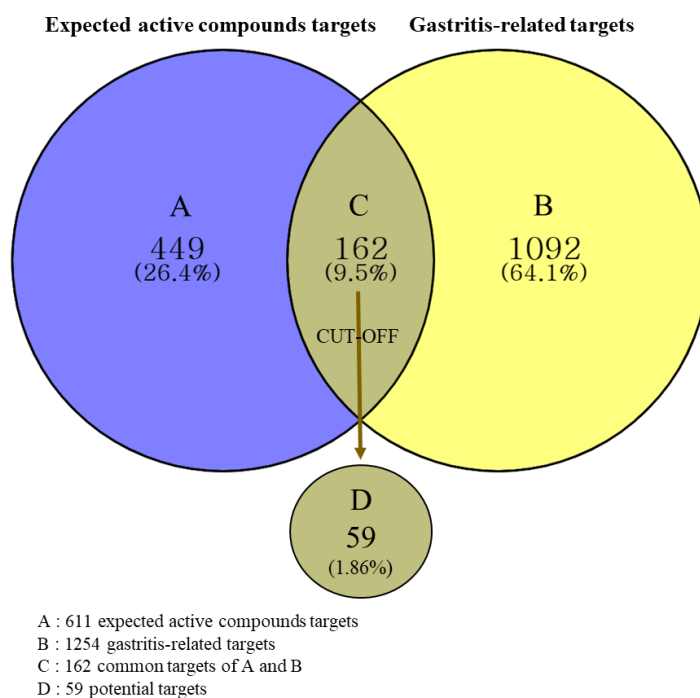 Expected active compounds targets Gastritis-related targets
A C B
449 162 1092
(26.4%) (9.5%) (64.1%)
CUT-OFF
D
59
(1.86%)
A : 611 expected active compounds targets
B : 1254 gastritis-related targets
C : 162 common targets of A and B
D : 59 potential targets